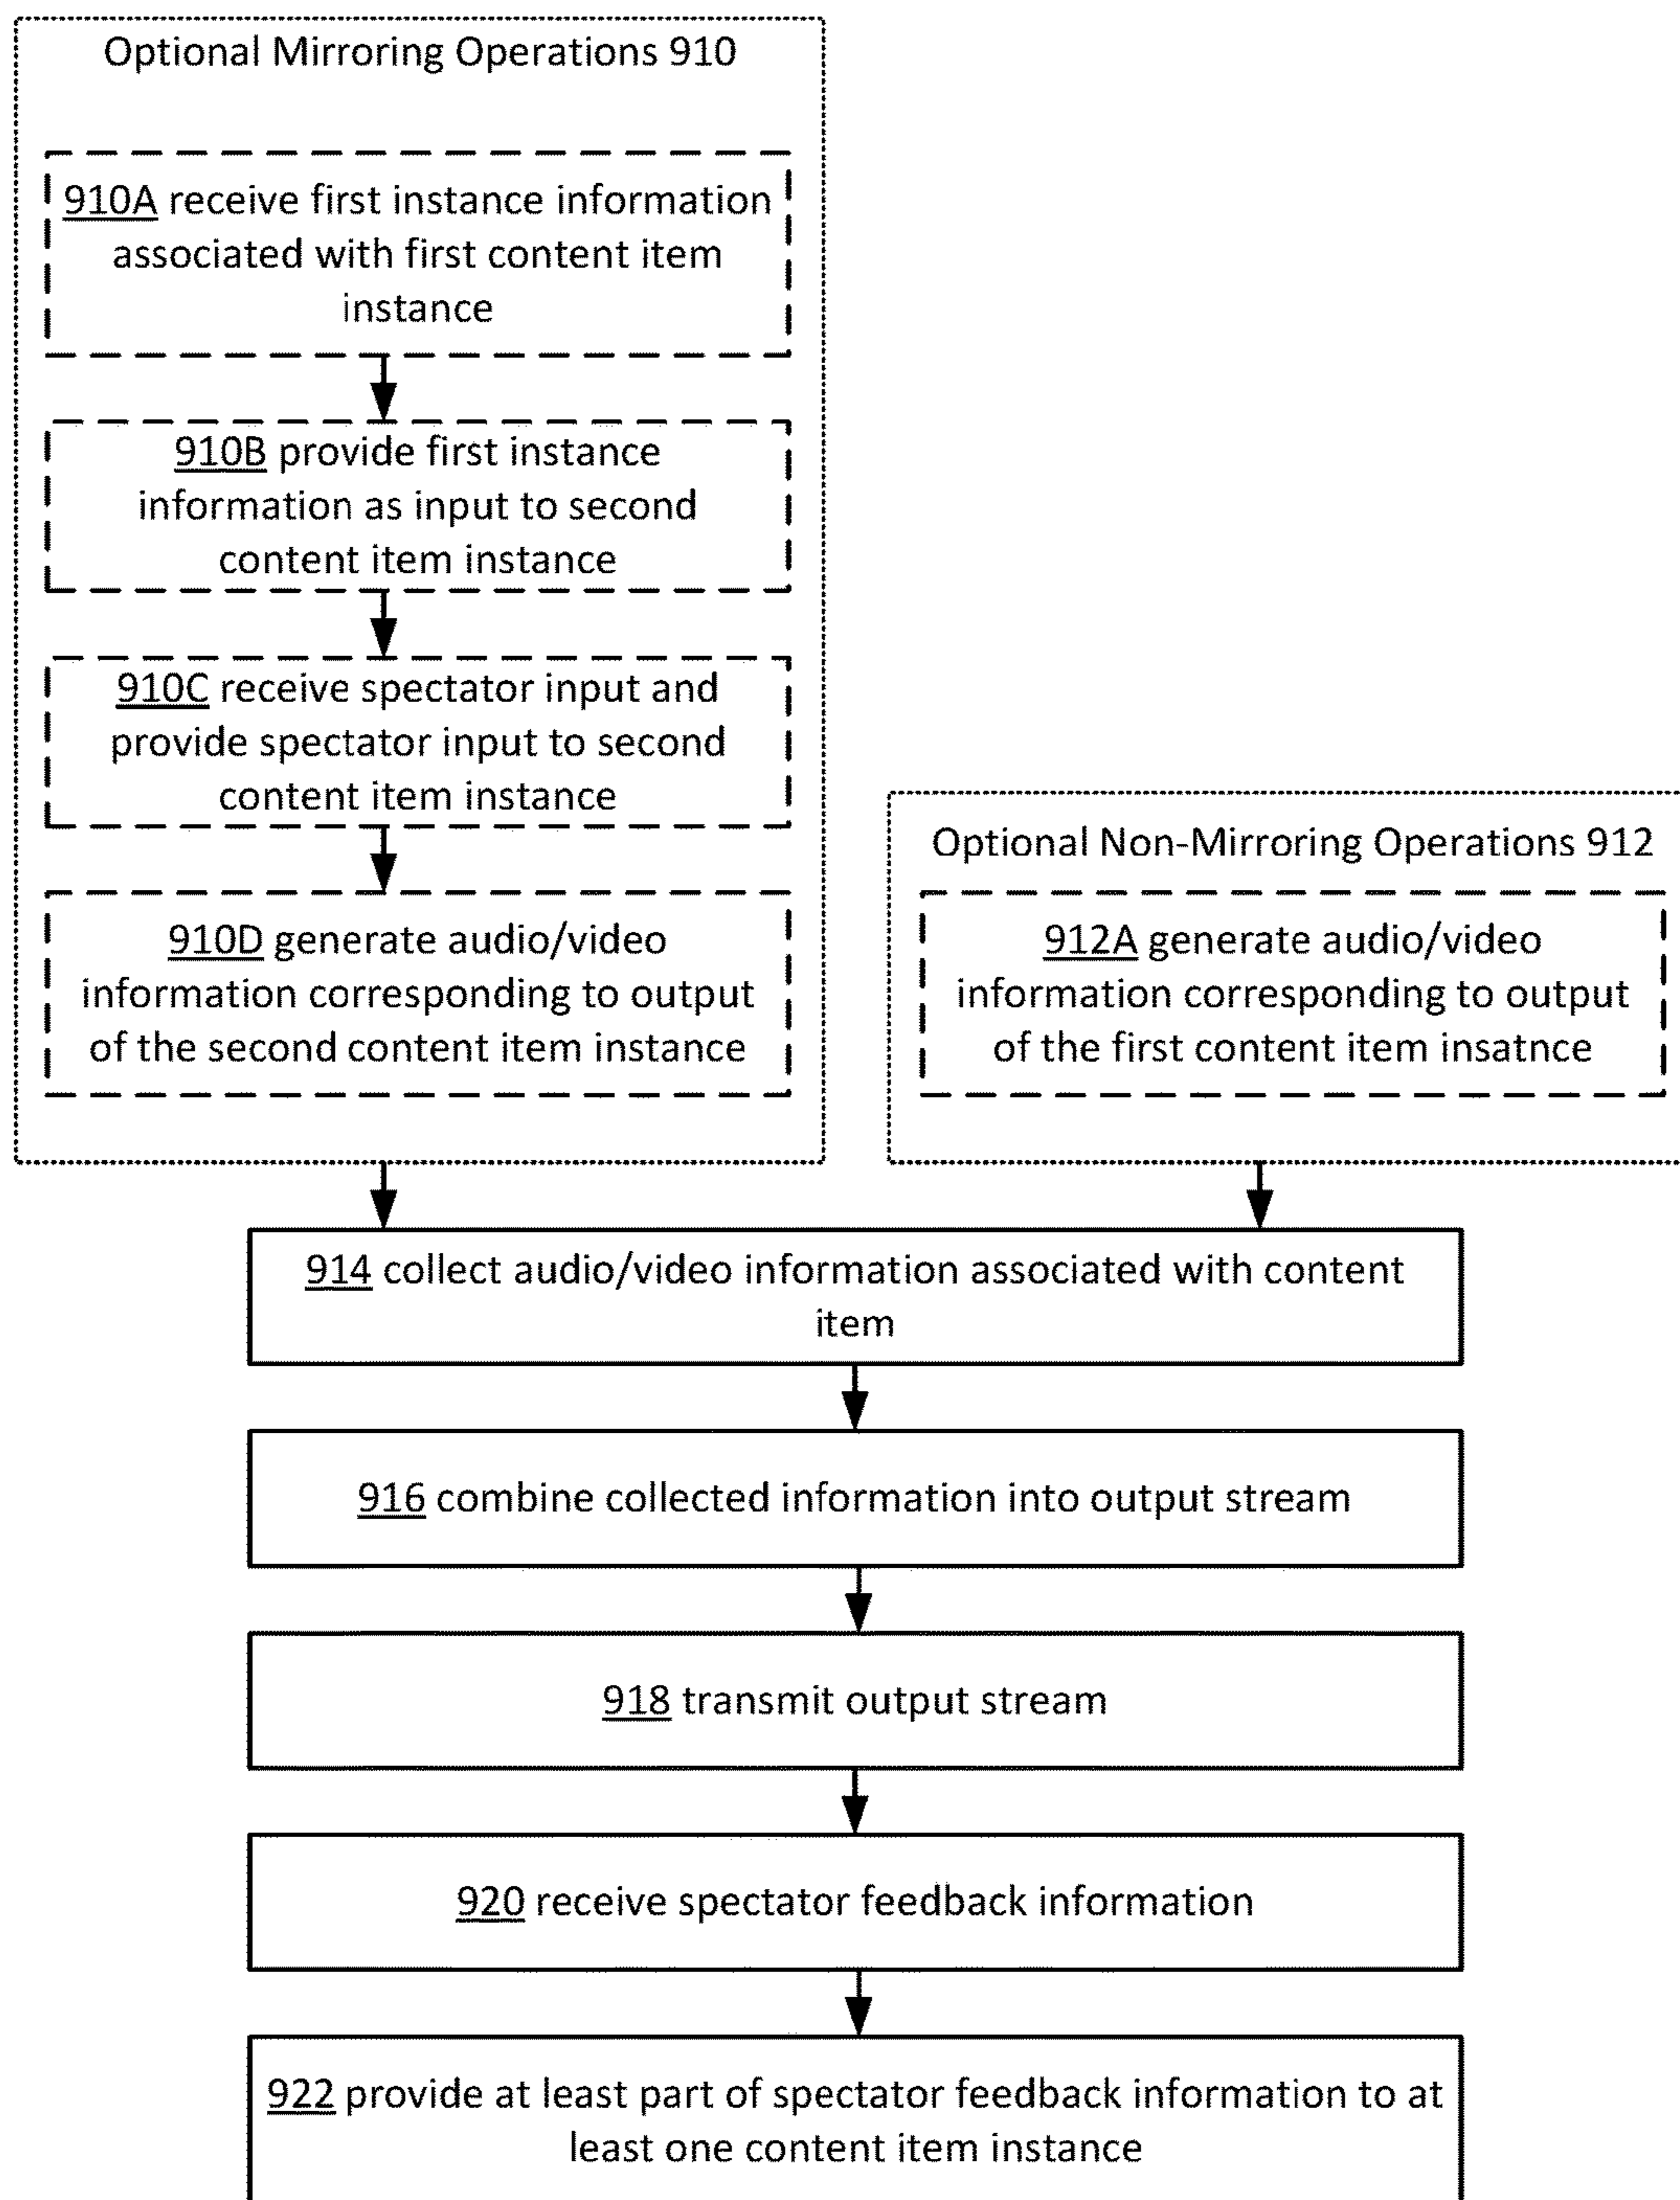 Optional Mirroring Operations 910
910A receive first instance information
associated with first content item
instance
910B provide first instance
information as input to second
content item instance
910C receive spectator input and
provide spectator input to second
content item instance
910D generate audio/video
information corresponding to output
of the second content item instance
Optional Non-Mirroring Operations 912
912A generate audio/video
information corresponding to output
of the first content item insatnce
914 collect audio/video information associated with content
item
916 combine collected information into output stream
918 transmit output stream
920 receive spectator feedback information
922 provide at least part of spectator feedback information to at
least one content item instance